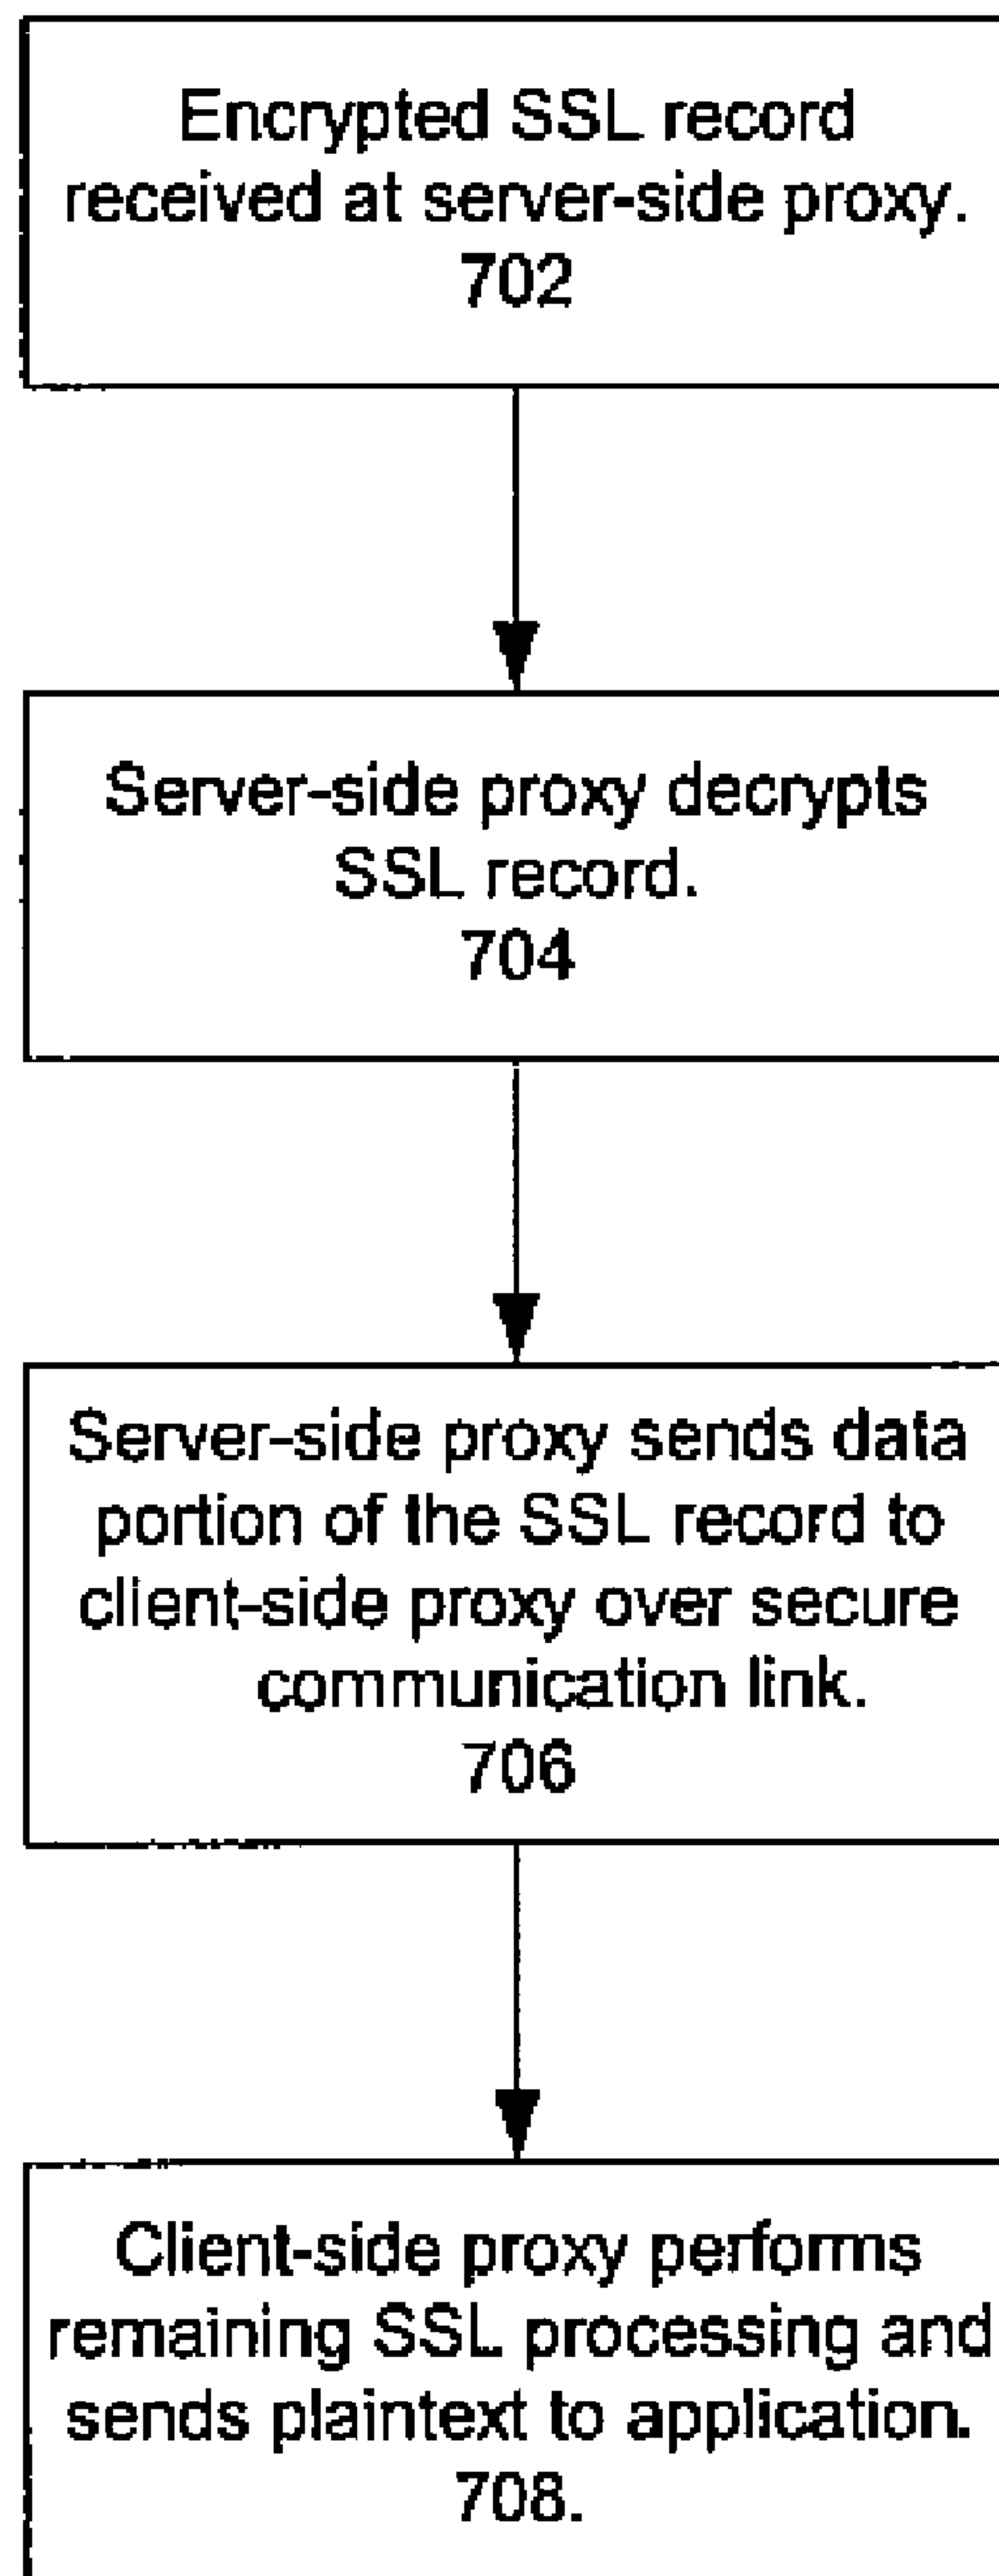 Encrypted SSL record
received at server-side proxy.
702
Server-side proxy decrypts
SSL record.
704
Server-side proxy sends data
portion of the SSL record to
client-side proxy over secure
communication link.
706
Client-side proxy performs
remaining SSL processing and
sends plaintext to application.
708.